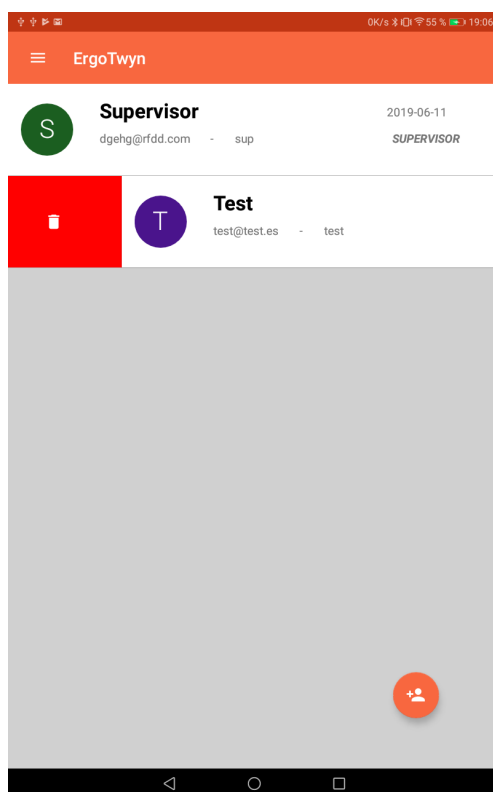 0K/s 55 % 19:06
ErgoTwyn
S
Supervisor 2019-06-11
dgehg@rfdd.com - sup SUPERVISOR
T
Test
test@test.es - test